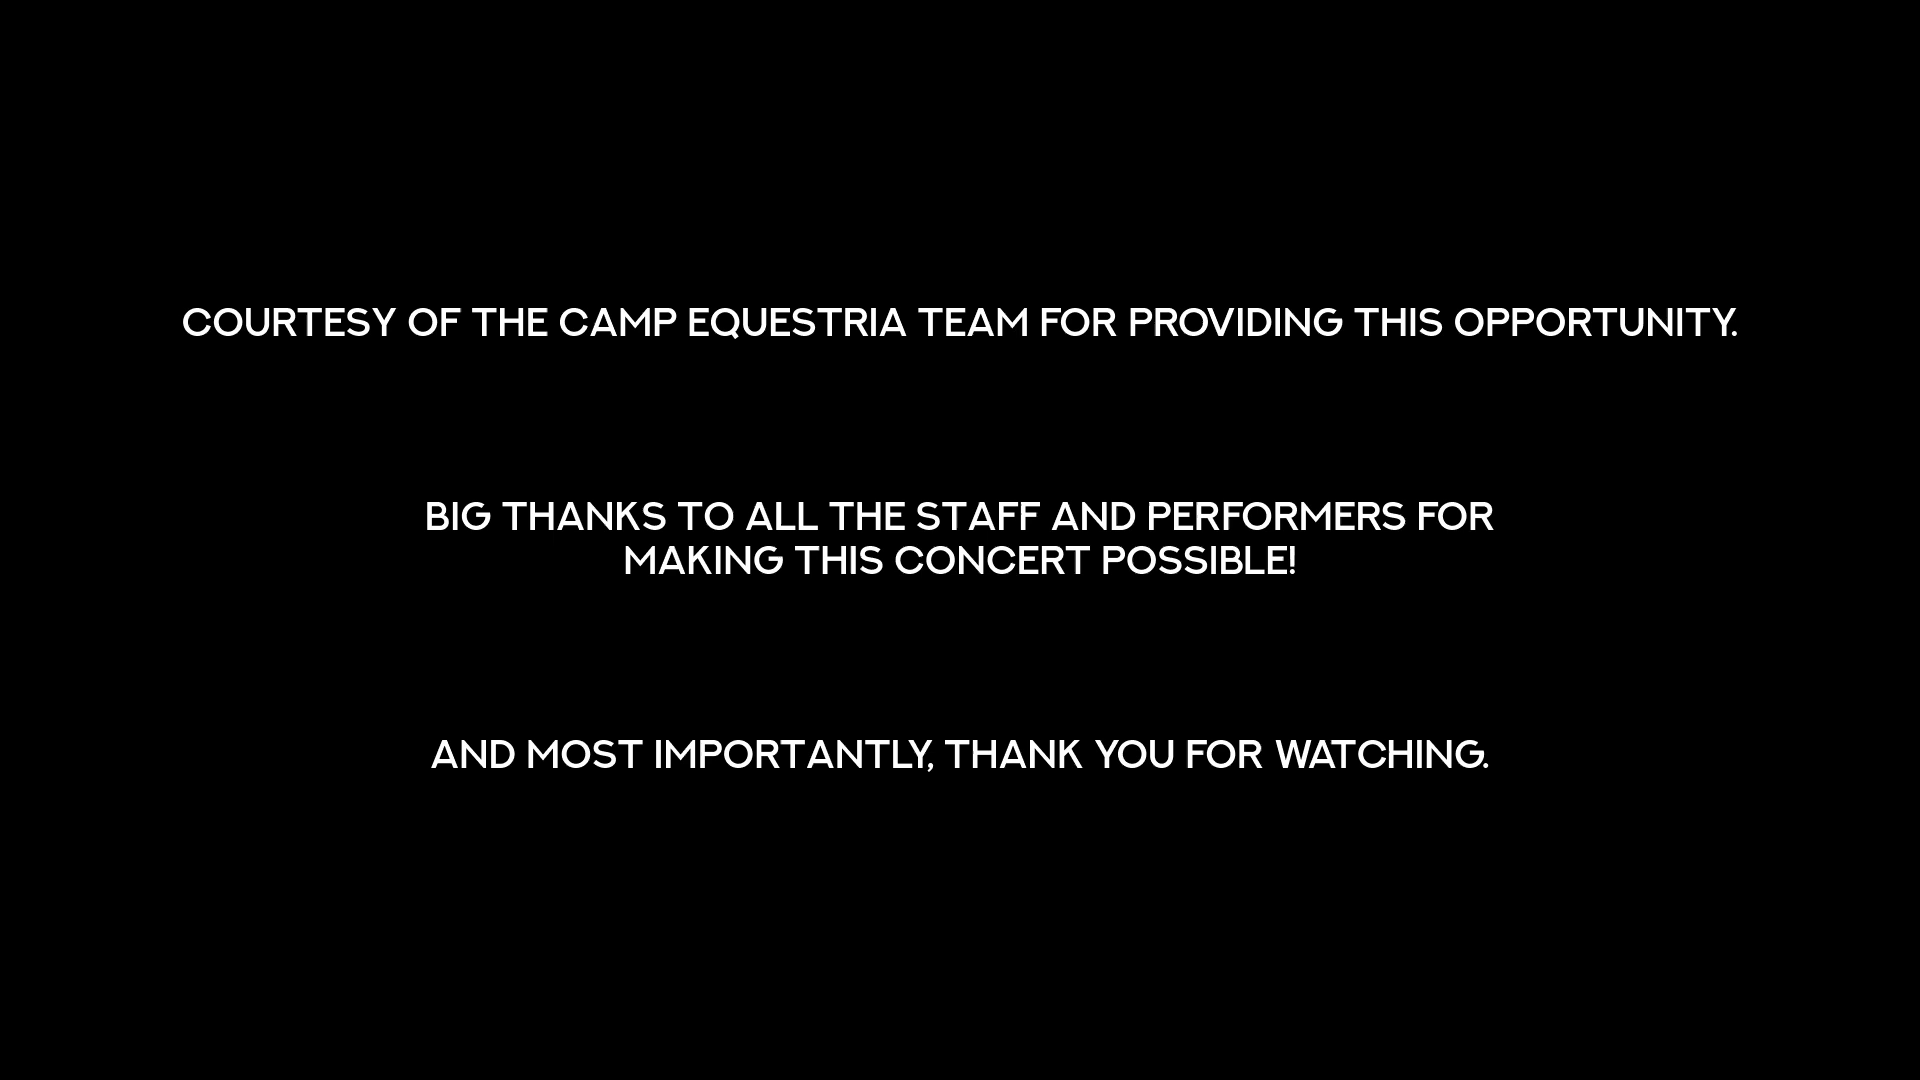 COURTESY OF THE CAMP EQUESTRIA TEAM FOR PROVIDING THIS OPPORTUNITY.
BIG THANKS TO ALL THE STAFF AND PERFORMERS FOR
MAKING THIS CONCERT POSSIBLE!
AND MOST IMPORTANTLY, THANK YOU FOR WATCHING.